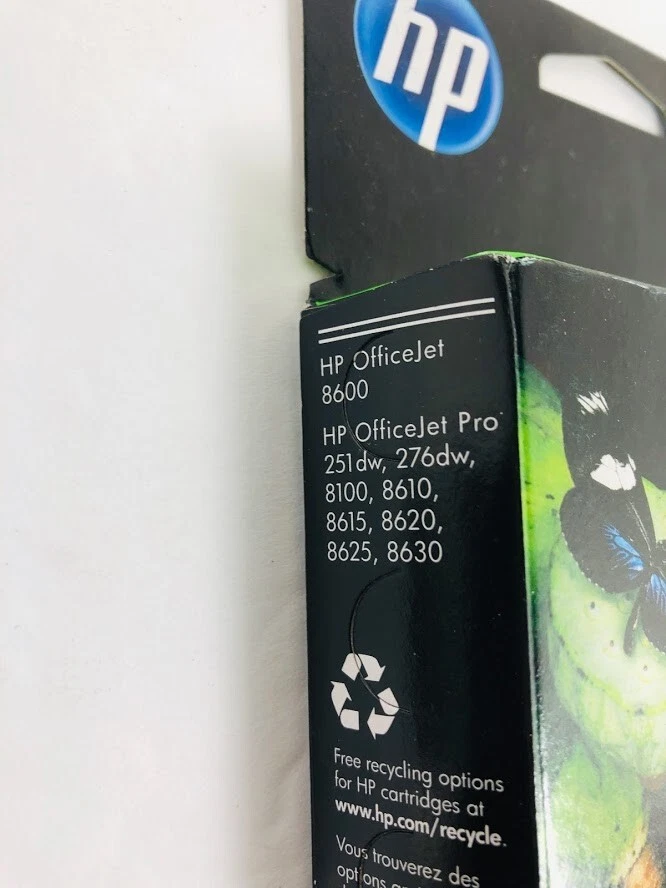 hp
HP OfficeJet
8600
HP OfficeJet Pro
251dw, 276dw,
8100, 8610,
8615, 8620,
8625, 8630
Free recycling options
for HP cartridges at
www.hp.com/recycle.
Vous trouverez des
options